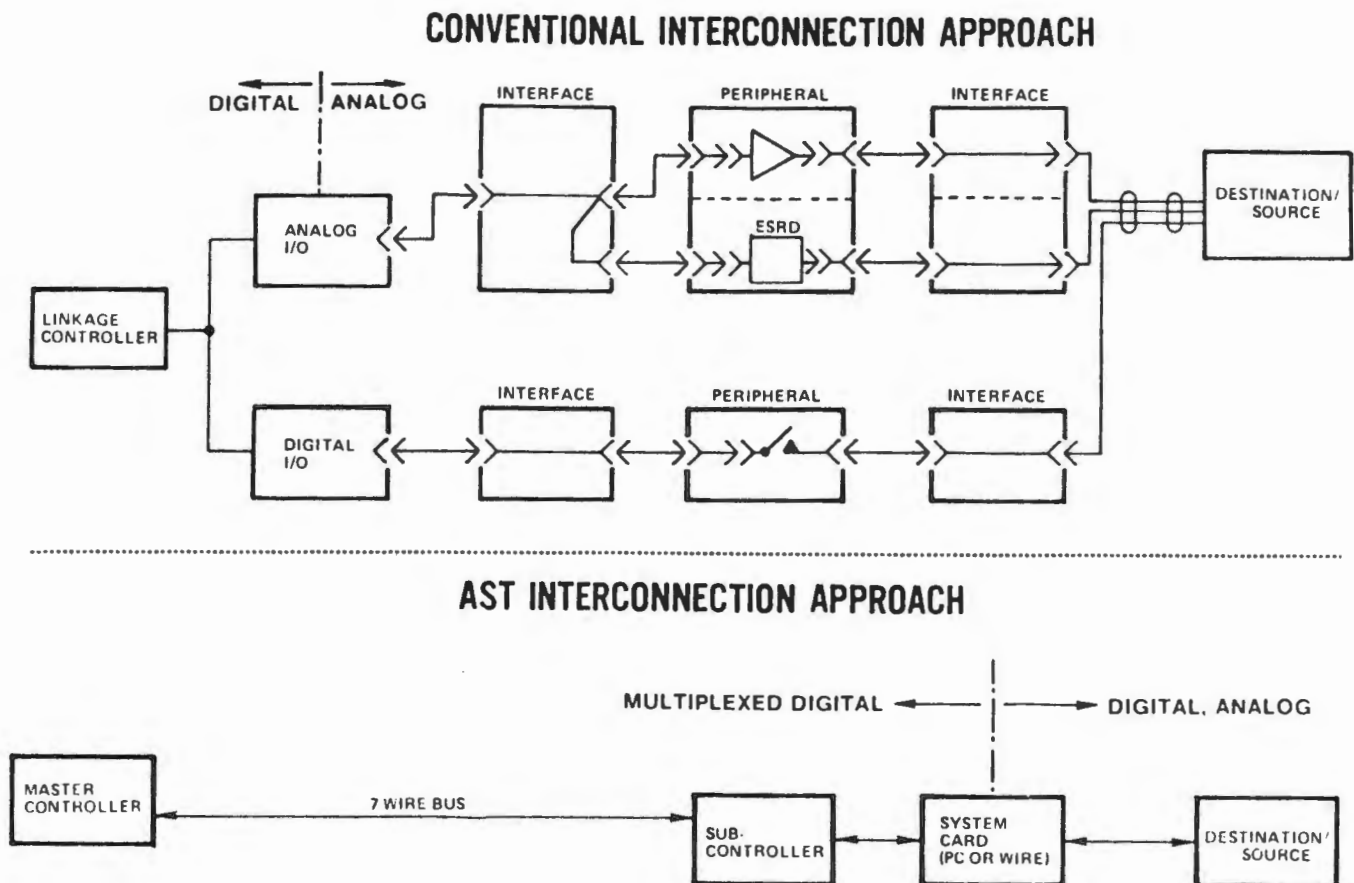 CONVENTIONAL INTERCONNECTION APPROACH
DIGITAL
ANALOG
INTERFACE
PERIPHERAL
INTERFACE
ANALOG
I/O
ESRD
DESTINATION/
SOURCE
LINKAGE
CONTROLLER
INTERFACE
PERIPHERAL
INTERFACE
DIGITAL
I/O
AST INTERCONNECTION APPROACH
MULTIPLEXED DIGITAL
DIGITAL, ANALOG
MASTER
CONTROLLER
7 WIRE BUS
SUB-
CONTROLLER
SYSTEM
CARD
(PC OR WIRE)
DESTINATION/
SOURCE